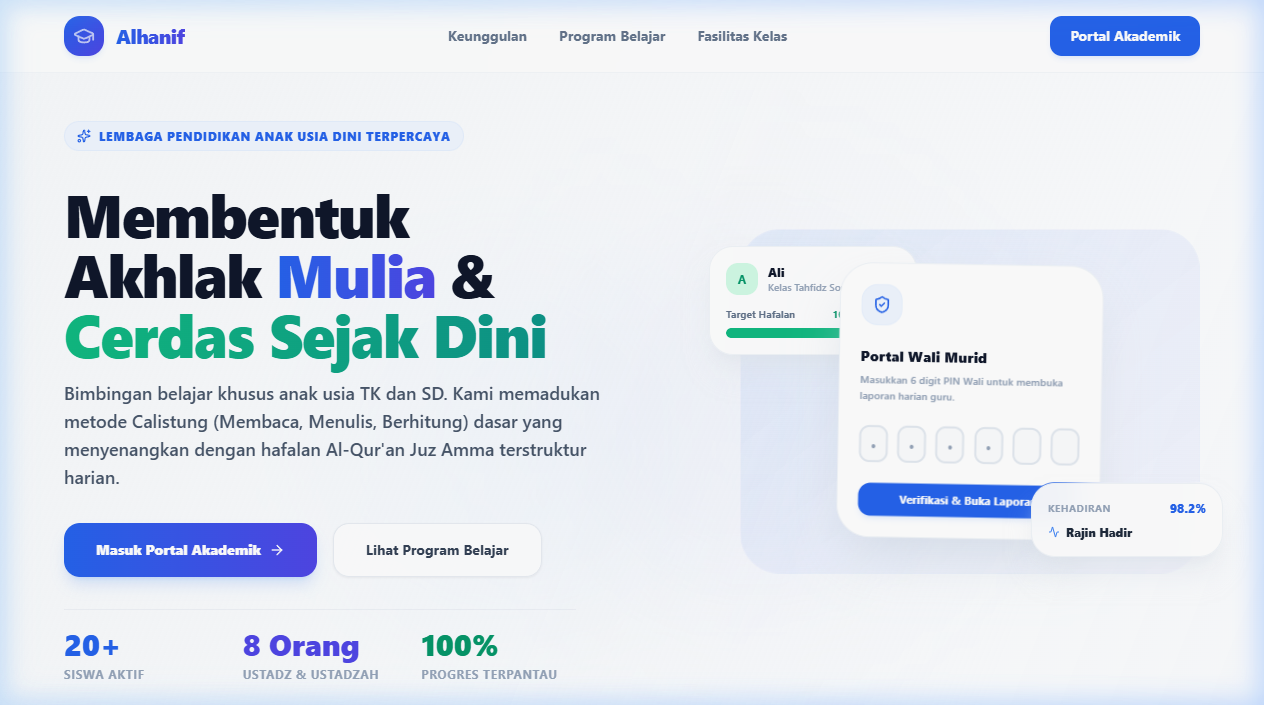 Alhanif
Keunggulan
Program Belajar
Fasilitas Kelas
Portal Akademik
LEMBAGA PENDIDIKAN ANAK USIA DINI TERPERCAYA
Membentuk
Akhlak Mulia &
Cerdas Sejak Dini
Bimbingan belajar khusus anak usia TK dan SD. Kami memadukan
metode Calistung (Membaca, Menulis, Berhitung) dasar yang
menyenangkan dengan hafalan Al-Qur'an Juz Amma terstruktur
harian.
Masuk Portal Akademik
Lihat Program Belajar
20+
SISWA AKTIF
8 Orang
USTADZ & USTADZAH
100%
PROGRES TERPANTAU
A
Ali
Kelas Tahfidz
Target Hafalan
Portal Wali Murid
Masukkan 6 digit PIN Wali untuk membuka
laporan harian guru.
Verifikasi & Buka
KEHADIRAN
98.2%
Rajin Hadir